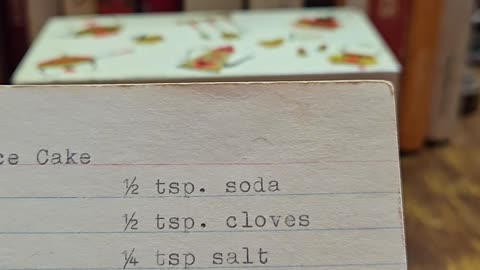 ce Cake
½ tsp. soda
½ tsp. cloves
¼ tsp salt